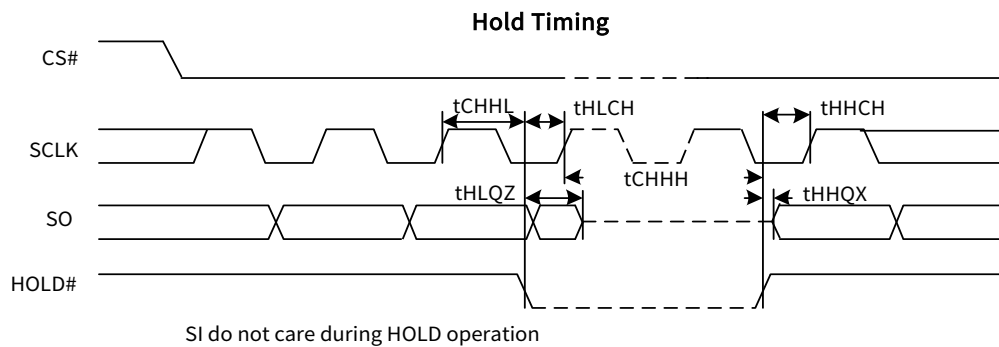 Hold Timing
CS#
tCHHL
tHLCH
tHHCH
SCLK
tCHHH
tHLQZ
tHHQX
SO
HOLD#
SI do not care during HOLD operation